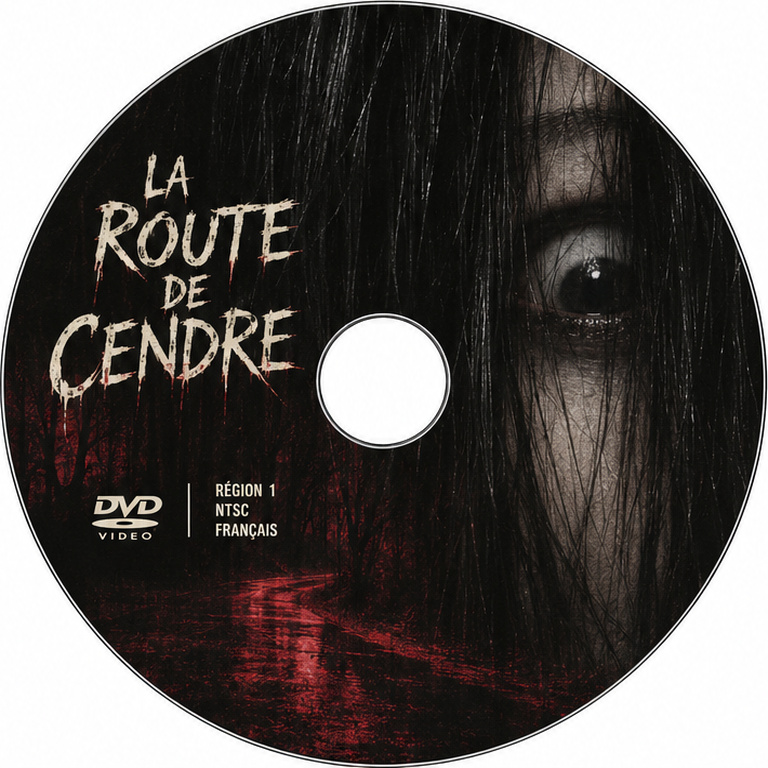 LA
ROUTE
DE
CENDRE
DVD
VIDEO
RÉGION 1
NTSC
FRANÇAIS